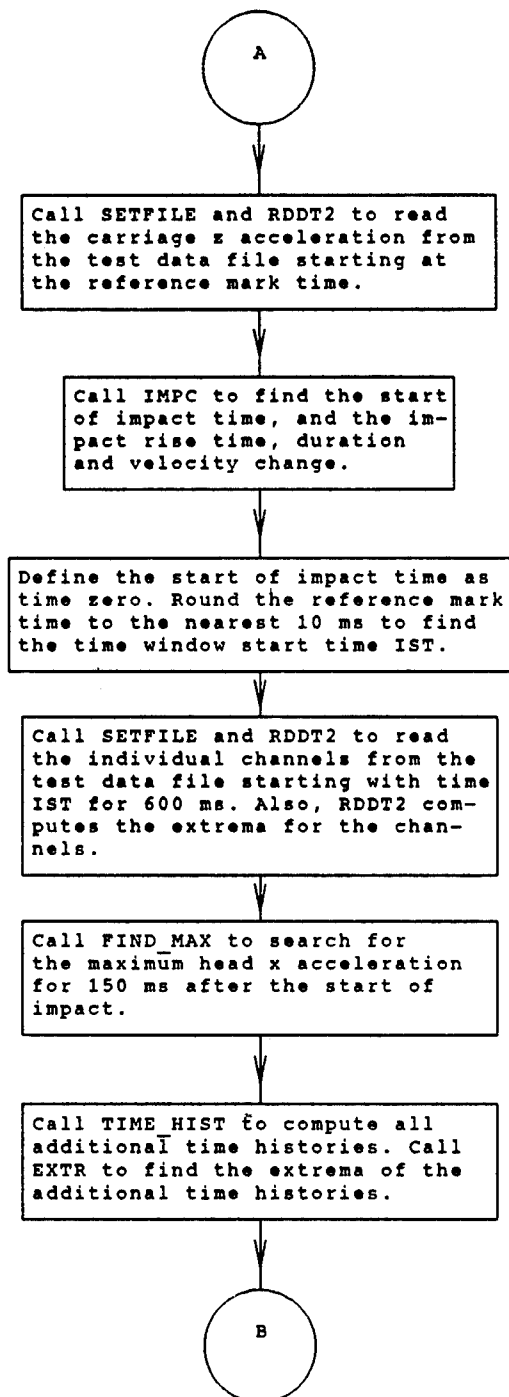 A
Call SETFILE and RDDT2 to read
the carriage z acceleration from
the test data file starting at
the reference mark time.
Call IMPC to find the start
of impact time, and the im-
pact rise time, duration
and velocity change.
Define the start of impact time as
time zero. Round the reference mark
time to the nearest 10 ms to find
the time window start time IST.
Call SETFILE and RDDT2 to read
the individual channels from the
test data file starting with time
IST for 600 ms. Also, RDDT2 com-
putes the extrema for the chan-
nels.
Call FIND_MAX to search for
the maximum head x acceleration
for 150 ms after the start of
impact.
Call TIME_HIST to compute all
additional time histories. Call
EXTR to find the extrema of the
additional time histories.
B